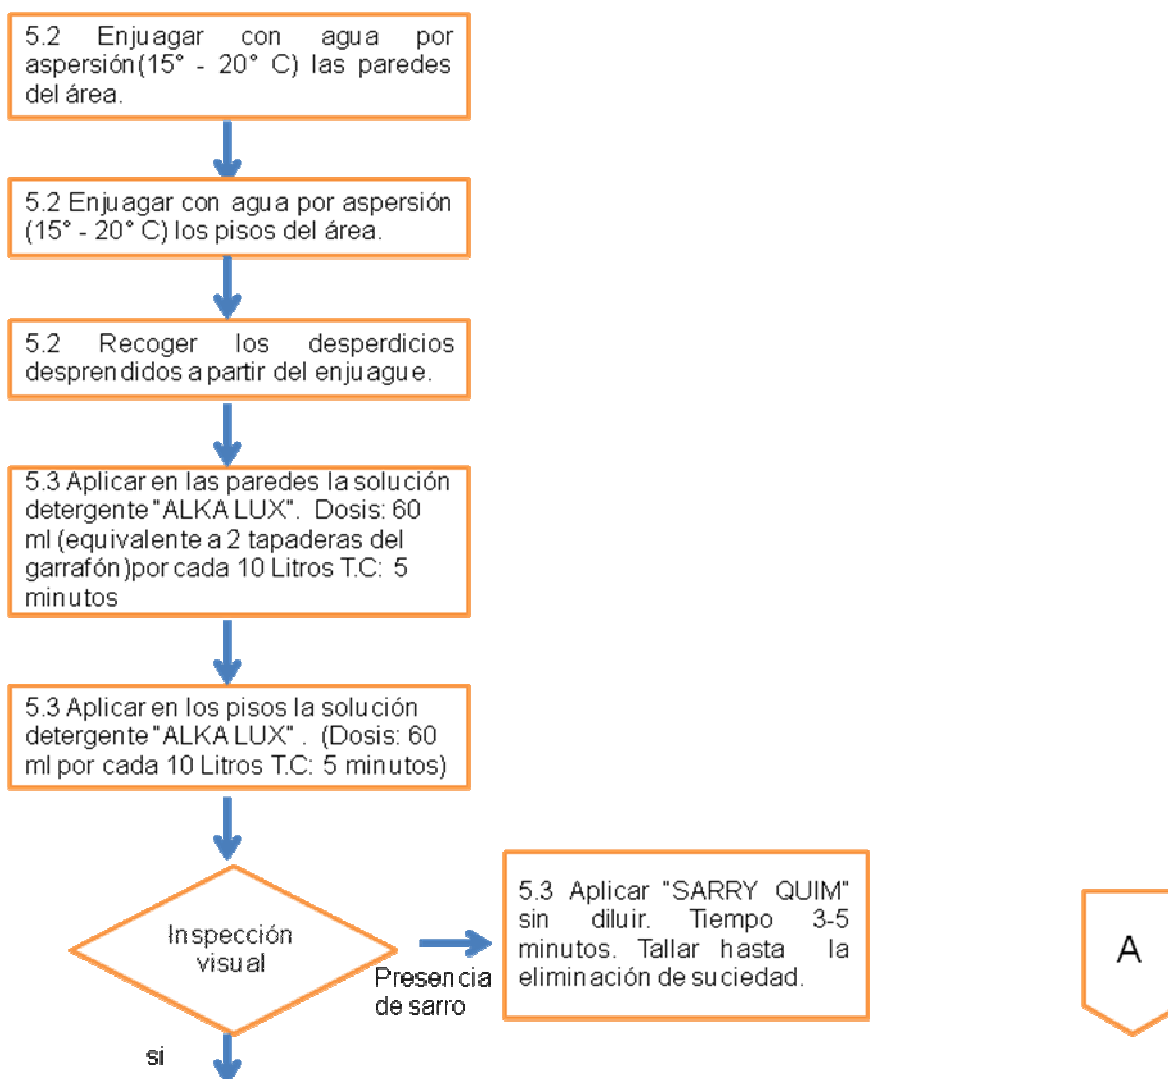 5.2 Enjuagar con agua por
aspersión(15° - 20° C) las paredes
del área.
5.2 Enjuagar con agua por aspersión
(15° - 20° C) los pisos del área.
5.2 Recoger los desperdicios
desprendidos a partir del enjuague.
5.3 Aplicar en las paredes la solución
detergente "ALKA LUX". Dosis: 60
ml (equivalente a 2 tapaderas del
garrafón)por cada 10 Litros T.C: 5
minutos
5.3 Aplicar en los pisos la solución
detergente "ALKA LUX" . (Dosis: 60
ml por cada 10 Litros T.C: 5 minutos)
Inspección
visual
Presencia
de sarro
5.3 Aplicar "SARRY QUIM"
sin diluir. Tiempo 3-5
minutos. Tallar hasta la
eliminación de suciedad.
A
si